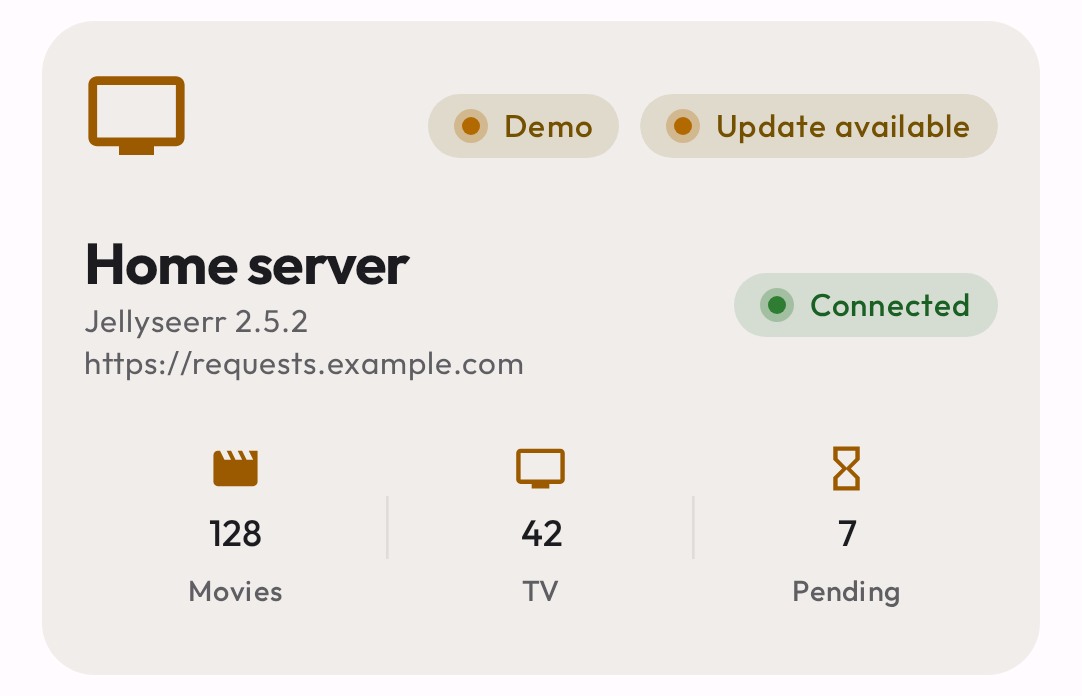 Demo
Update available
Home server
Connected
Jellyseerr 2.5.2
https://requests.example.com
128
42
7
Movies
TV
Pending